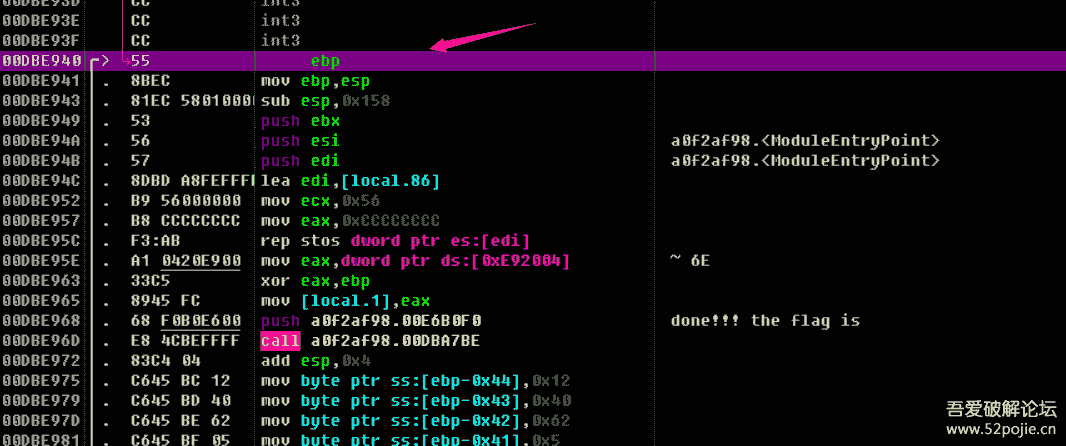 00DBE93D CC int3
00DBE93E CC int3
00DBE93F CC int3
00DBE940 > 55 ebp
00DBE941 . 8BEC mov ebp,esp
00DBE943 . 81EC 58010000 sub esp,0x158
00DBE949 . 53 push ebx
00DBE94A . 56 push esi a0f2af98.<ModuleEntryPoint>
00DBE94B . 57 push edi a0f2af98.<ModuleEntryPoint>
00DBE94C . 8DBD A8FEFFFF lea edi,[local.86]
00DBE952 . B9 56000000 mov ecx,0x56
00DBE957 . B8 CCCCCCCC mov eax,0xCCCCCCCC
00DBE95C . F3:AB rep stos dword ptr es:[edi]
00DBE95E . A1 0420E900 mov eax,dword ptr ds:[0xE92004] ~ 6E
00DBE963 . 33C5 xor eax,ebp
00DBE965 . 8945 FC mov [local.1],eax
00DBE968 . 68 F0B0E600 push a0f2af98.00E6B0F0 done!!! the flag is
00DBE96D . E8 4CBEFFFF call a0f2af98.00DBA7BE
00DBE972 . 83C4 04 add esp,0x4
00DBE975 . C645 BC 12 mov byte ptr ss:[ebp-0x44],0x12
00DBE979 . C645 BD 40 mov byte ptr ss:[ebp-0x43],0x40
00DBE97D . C645 BE 62 mov byte ptr ss:[ebp-0x42],0x62
00DBE981 . C645 BF 05 mov byte ptr ss:[ebp-0x41],0x5
吾爱破解论坛
www.52pojie.cn